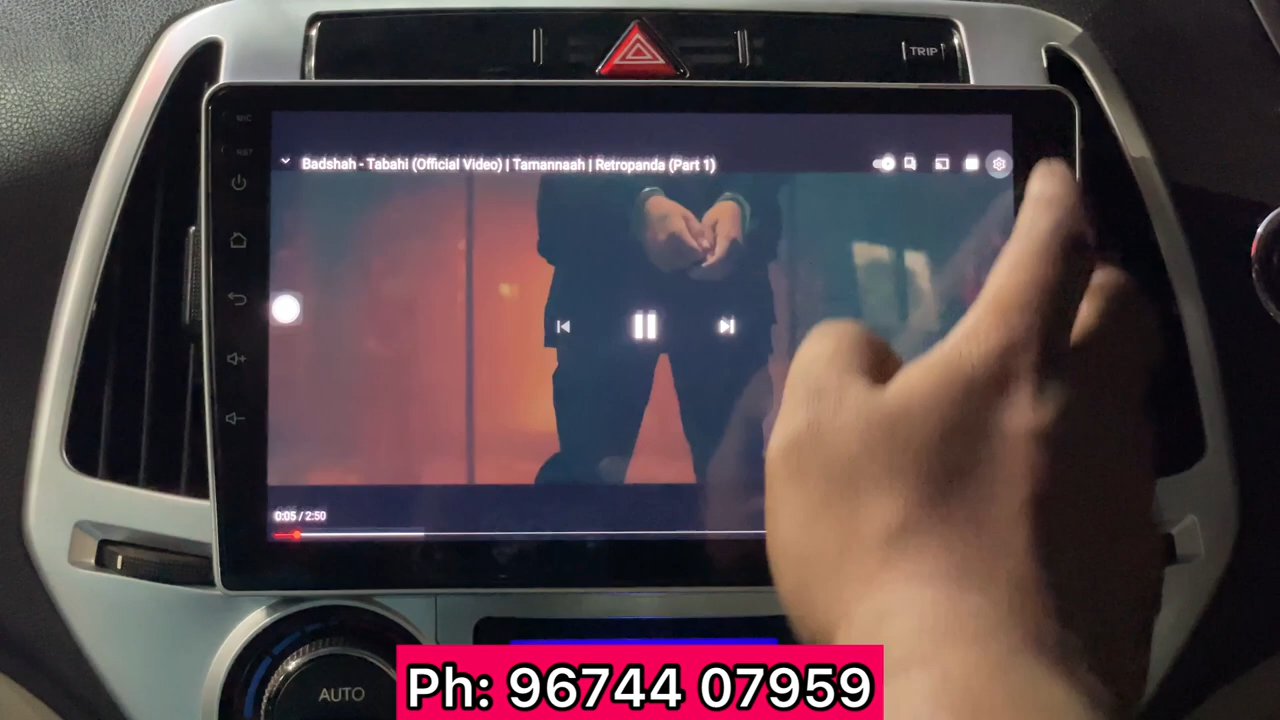 TRIP
MIC
RST
Badshah - Tabahi (Official Video) | Tamannaah | Retropanda (Part 1)
0:05 / 2:50
AUTO
Ph: 96744 07959